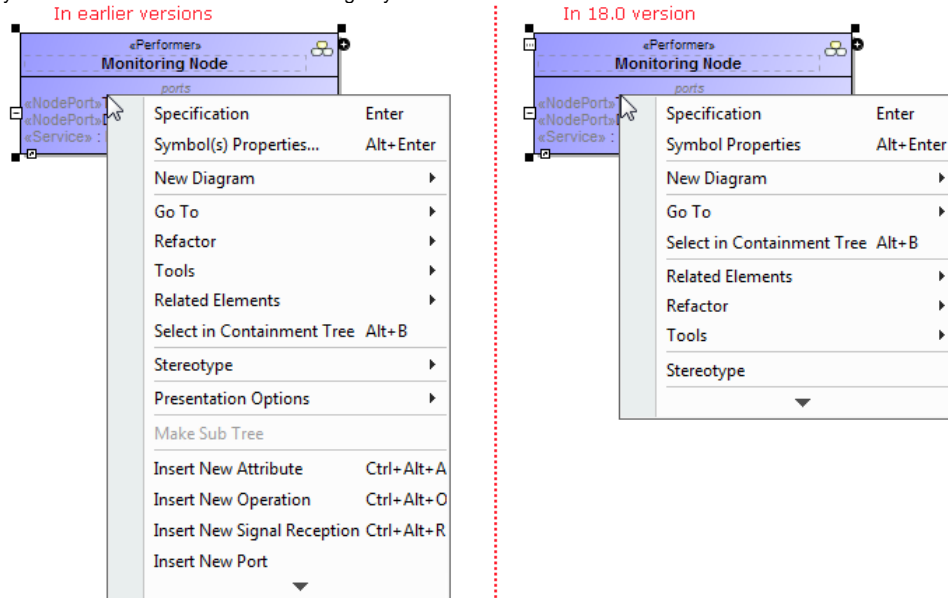 In earlier versions
«Performer»
Monitoring Node
ports
«NodePort»
«NodePort»
«Service» :
Specification Enter
Symbol(s) Properties... Alt+Enter
New Diagram
Go To
Refactor
Tools
Related Elements
Select in Containment Tree Alt+B
Stereotype
Presentation Options
Make Sub Tree
Insert New Attribute Ctrl+Alt+A
Insert New Operation Ctrl+Alt+O
Insert New Signal Reception Ctrl+Alt+R
Insert New Port
In 18.0 version
«Performer»
Monitoring Node
ports
«NodePort»
«NodePort»
«Service» :
Specification Enter
Symbol Properties Alt+Enter
New Diagram
Go To
Select in Containment Tree Alt+B
Related Elements
Refactor
Tools
Stereotype